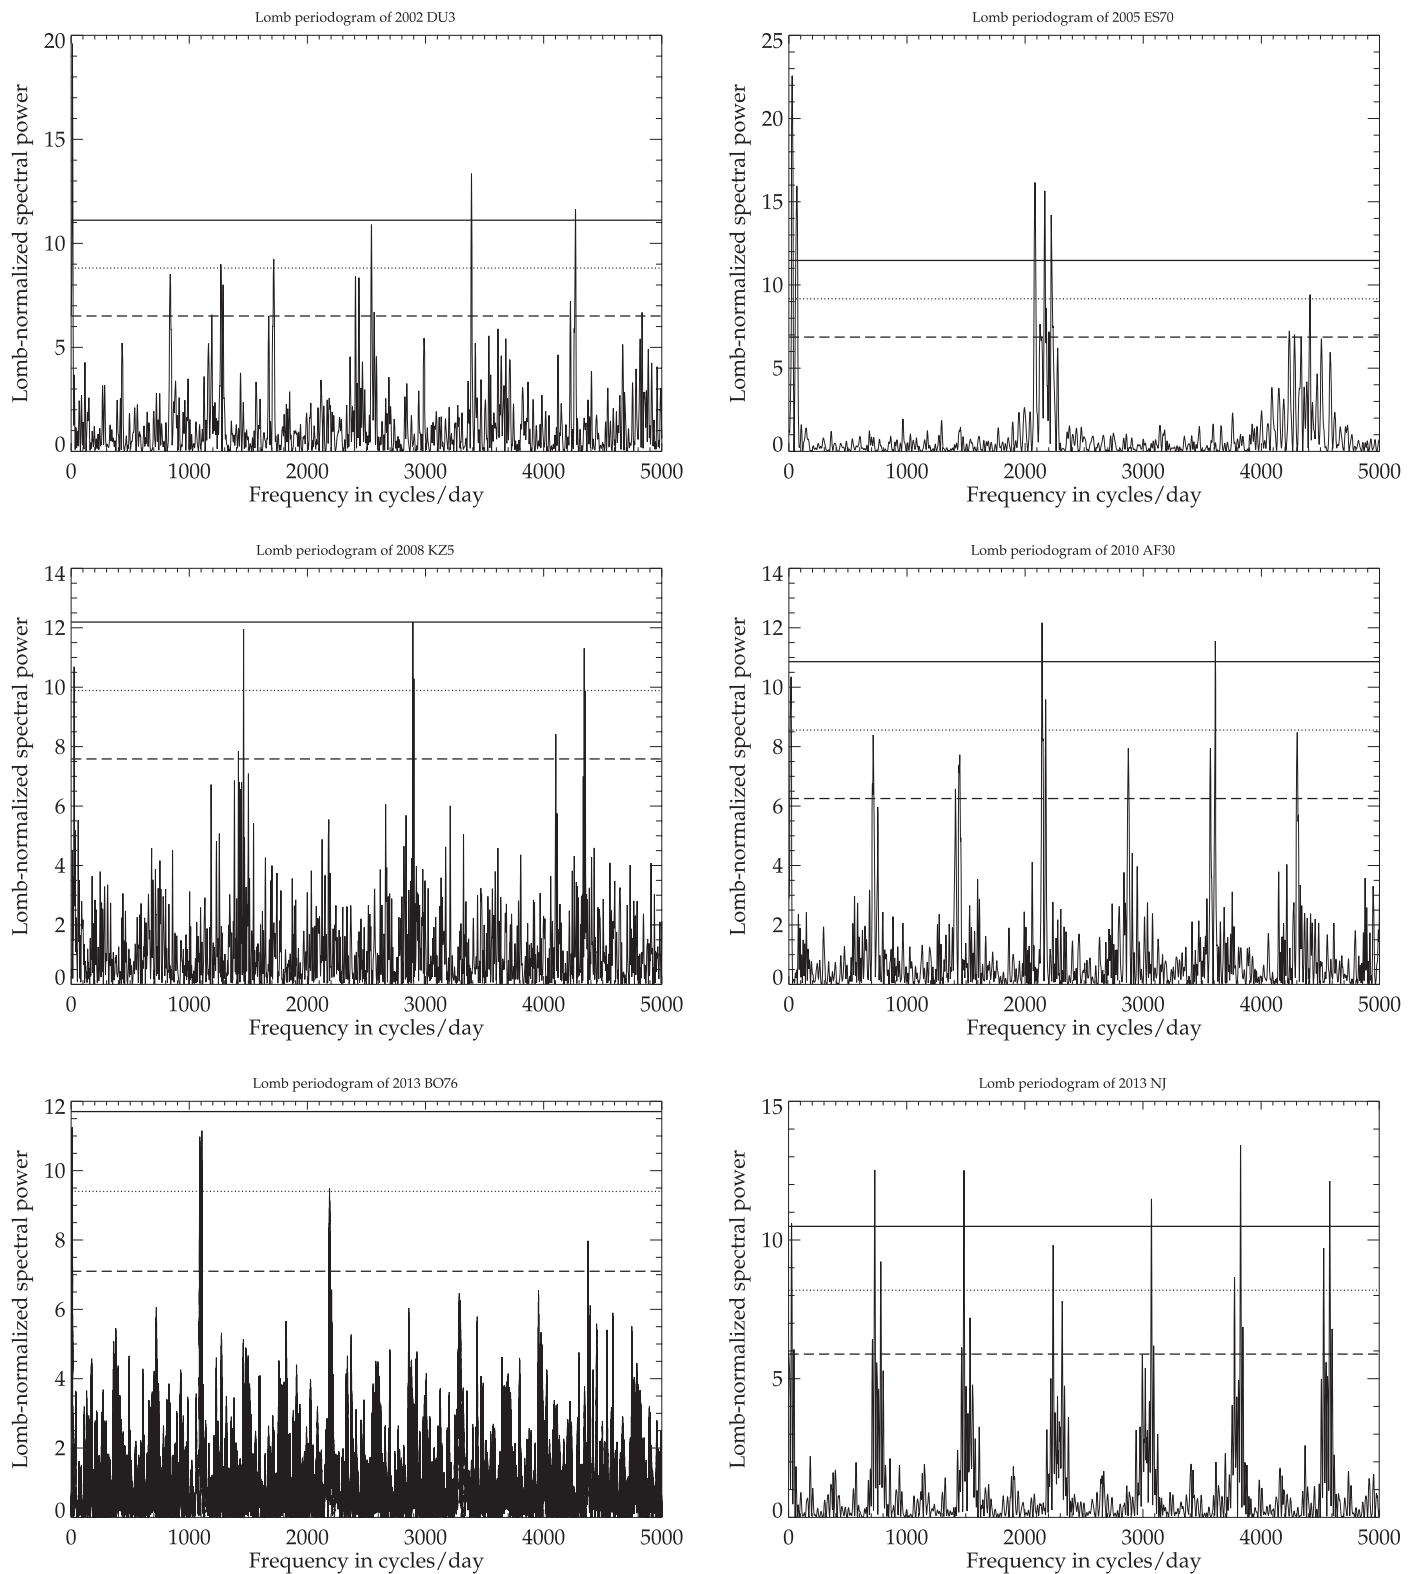 Lomb periodogram of 2002 DU3
Lomb-normalized spectral power
20
15
10
5
0
0 1000 2000 3000 4000 5000
Frequency in cycles/day
Lomb periodogram of 2005 ES70
Lomb-normalized spectral power
25
20
15
10
5
0
0 1000 2000 3000 4000 5000
Frequency in cycles/day
Lomb periodogram of 2008 KZ5
Lomb-normalized spectral power
14
12
10
8
6
4
2
0
0 1000 2000 3000 4000 5000
Frequency in cycles/day
Lomb periodogram of 2010 AF30
Lomb-normalized spectral power
14
12
10
8
6
4
2
0
0 1000 2000 3000 4000 5000
Frequency in cycles/day
Lomb periodogram of 2013 BO76
Lomb-normalized spectral power
12
10
8
6
4
2
0
0 1000 2000 3000 4000 5000
Frequency in cycles/day
Lomb periodogram of 2013 NJ
Lomb-normalized spectral power
15
10
5
0
0 1000 2000 3000 4000 5000
Frequency in cycles/day